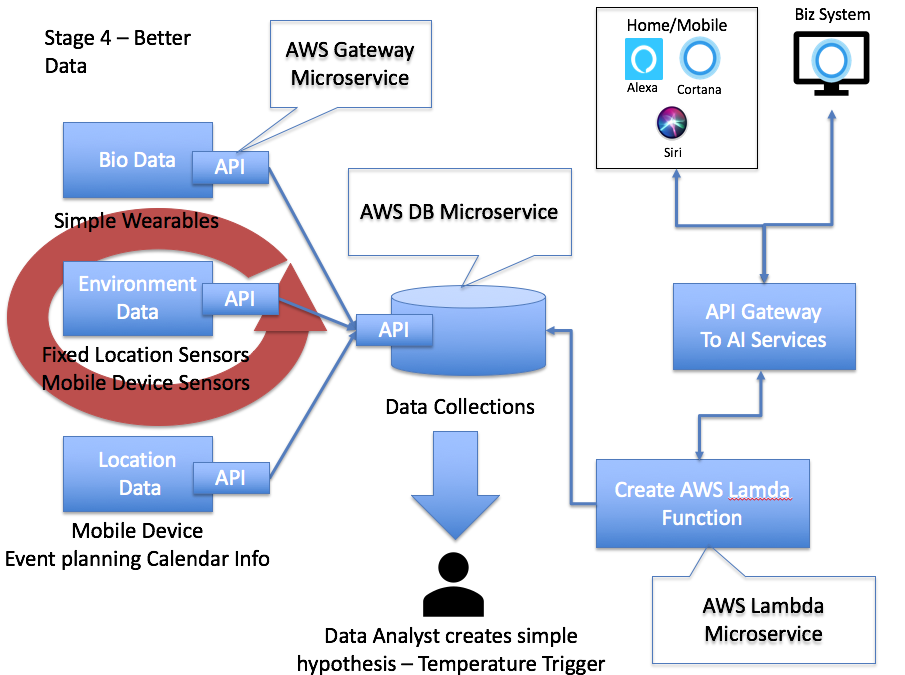 Stage 4 – Better
Data
AWS Gateway
Microservice
Home/Mobile
Alexa
Cortana
Siri
Biz System
Bio Data
API
Simple Wearables
AWS DB Microservice
Environment
Data
API
Fixed Location Sensors
Mobile Device Sensors
API
Data Collections
API Gateway
To AI Services
Location
Data
API
Mobile Device
Event planning Calendar Info
Create AWS Lamda
Function
AWS Lambda
Microservice
Data Analyst creates simple
hypothesis – Temperature Trigger